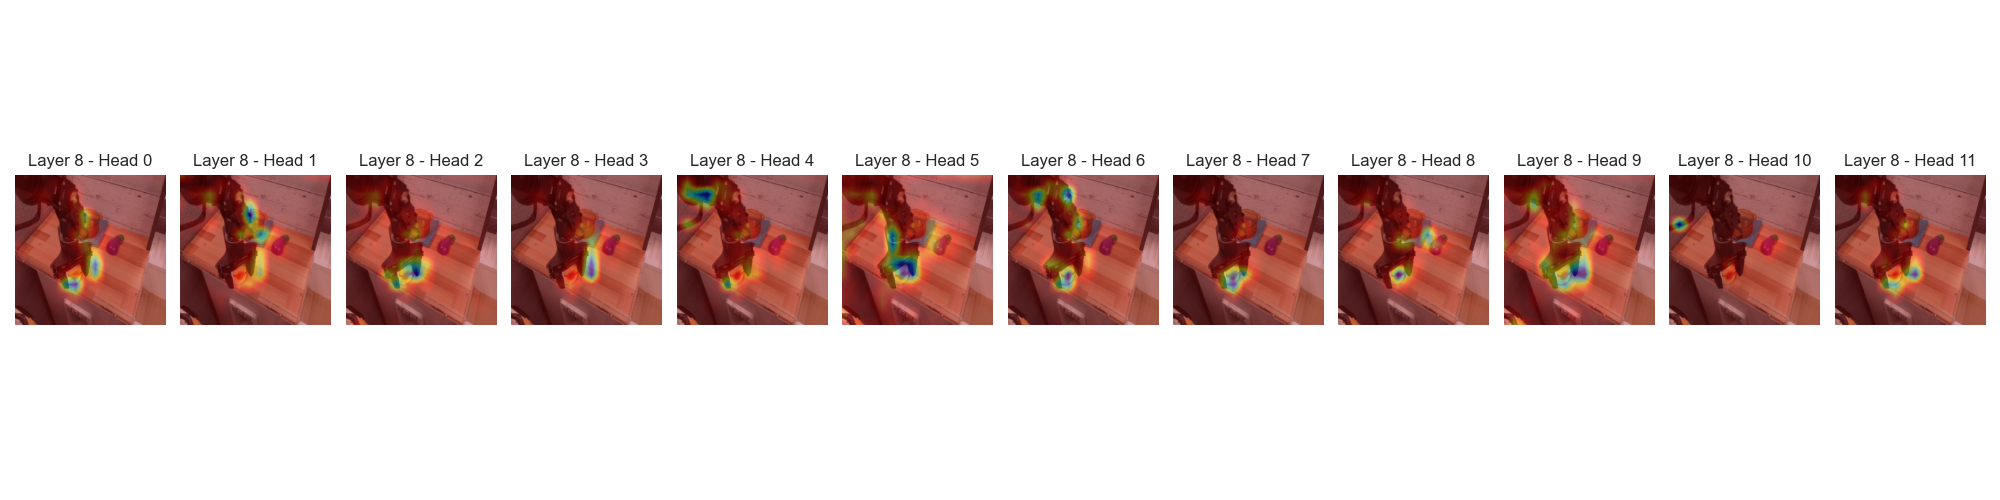 Layer 8 - Head 0
Layer 8 - Head 1
Layer 8 - Head 2
Layer 8 - Head 3
Layer 8 - Head 4
Layer 8 - Head 5
Layer 8 - Head 6
Layer 8 - Head 7
Layer 8 - Head 8
Layer 8 - Head 9
Layer 8 - Head 10
Layer 8 - Head 11